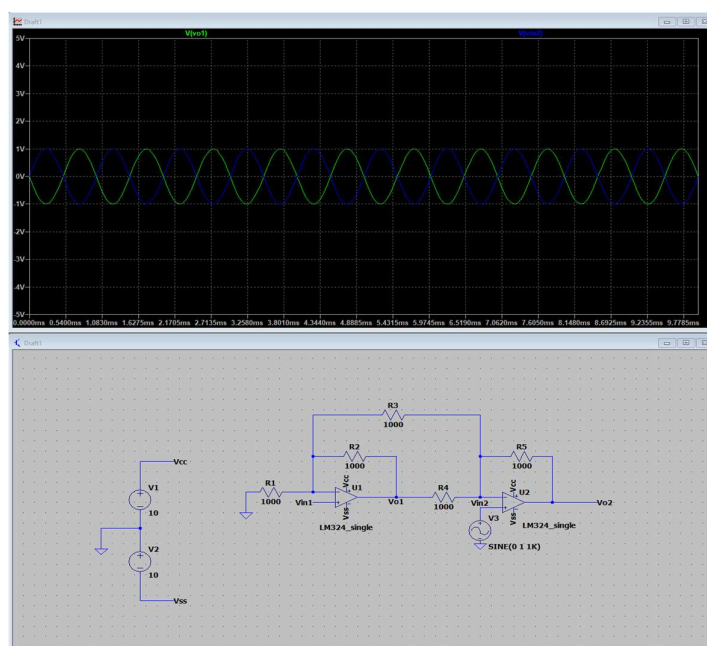 Draft1
V(vo1)
5V
4V
3V
2V
1V
0V
-1V
-2V
-3V
-4V
-5V
0.0000ms 0.5400ms 1.0830ms 1.6275ms 2.1705ms 2.7135ms 3.2580ms 3.8010ms 4.3440ms 4.8885ms 5.4315ms 5.9745ms 6.5190ms 7.0620ms 7.6050ms 8.1480ms 8.6925ms 9.2355ms 9.7785ms
Draft1
R3
1000
R2
1000
R5
1000
Vcc
R1
1000
Vcc
U1
R4
1000
Vcc
U2
V1
10
Vin1
Vss
Vo1
Vin2
Vss
Vo2
LM324_single
V3
LM324_single
SINE(0 1 1K)
V2
10
Vss